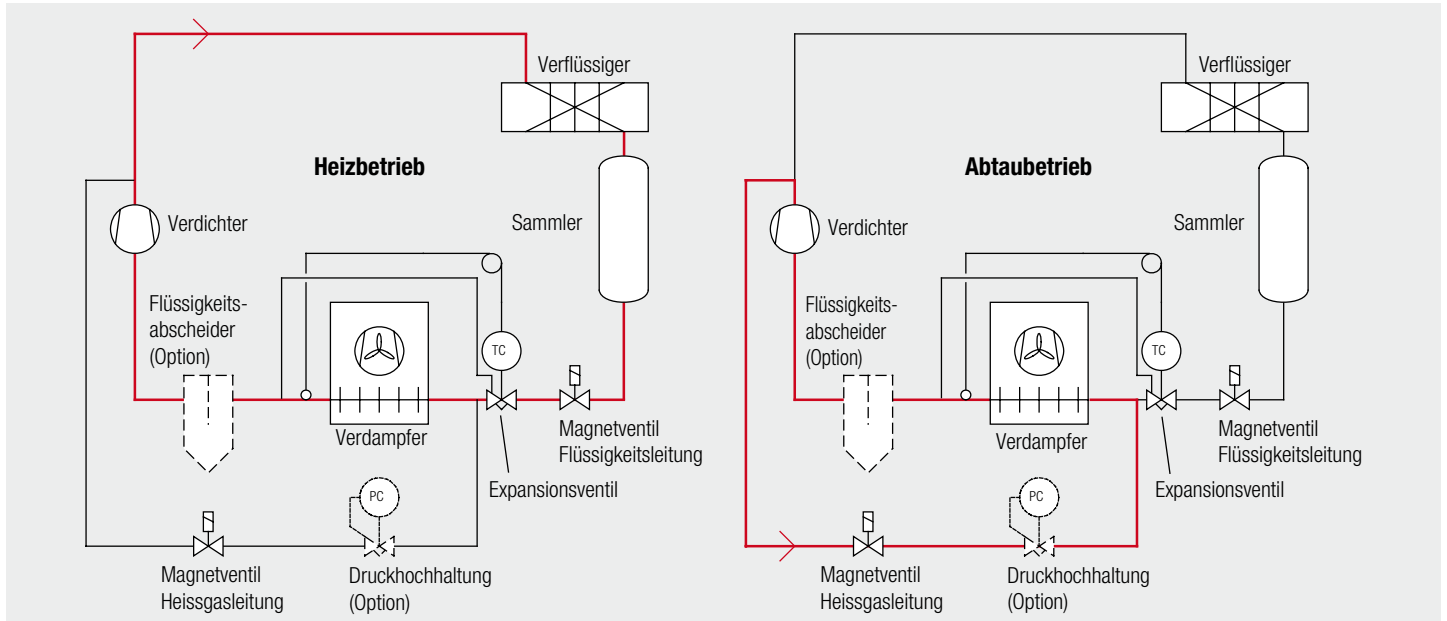 Verflüssiger
Heizbetrieb
Verdichter
Sammler
Flüssigkeits-
abscheider
(Option)
TC
Verdampfer
Magnetventil
Flüssigkeitsleitung
Expansionsventil
PC
Magnetventil
Heissgasleitung
Druckhochhaltung
(Option)
Verflüssiger
Abtaubetrieb
Verdichter
Sammler
Flüssigkeits-
abscheider
(Option)
TC
Verdampfer
Magnetventil
Flüssigkeitsleitung
Expansionsventil
PC
Magnetventil
Heissgasleitung
Druckhochhaltung
(Option)